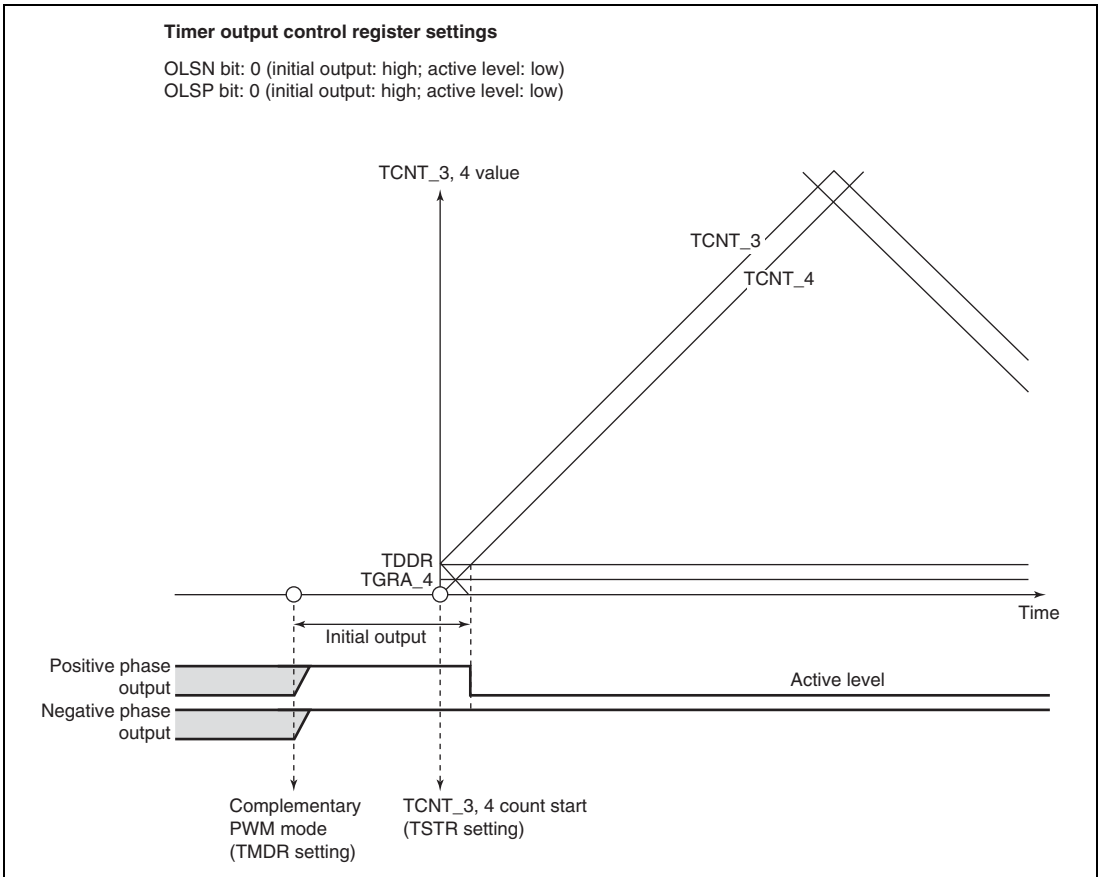 Timer output control register settings
OLSN bit: 0 (initial output: high; active level: low)
OLSP bit: 0 (initial output: high; active level: low)
TCNT_3, 4 value
TCNT_3
TCNT_4
TDDR
TGRA_4
Time
Initial output
Positive phase
output
Active level
Negative phase
output
Complementary
PWM mode
(TMDR setting)
TCNT_3, 4 count start
(TSTR setting)